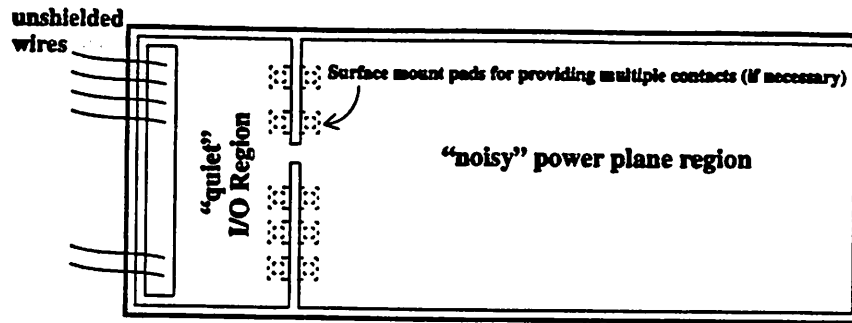 unshielded
wires
Surface mount pads for providing multiple contacts (if necessary)
"quiet"
I/O Region
"noisy" power plane region